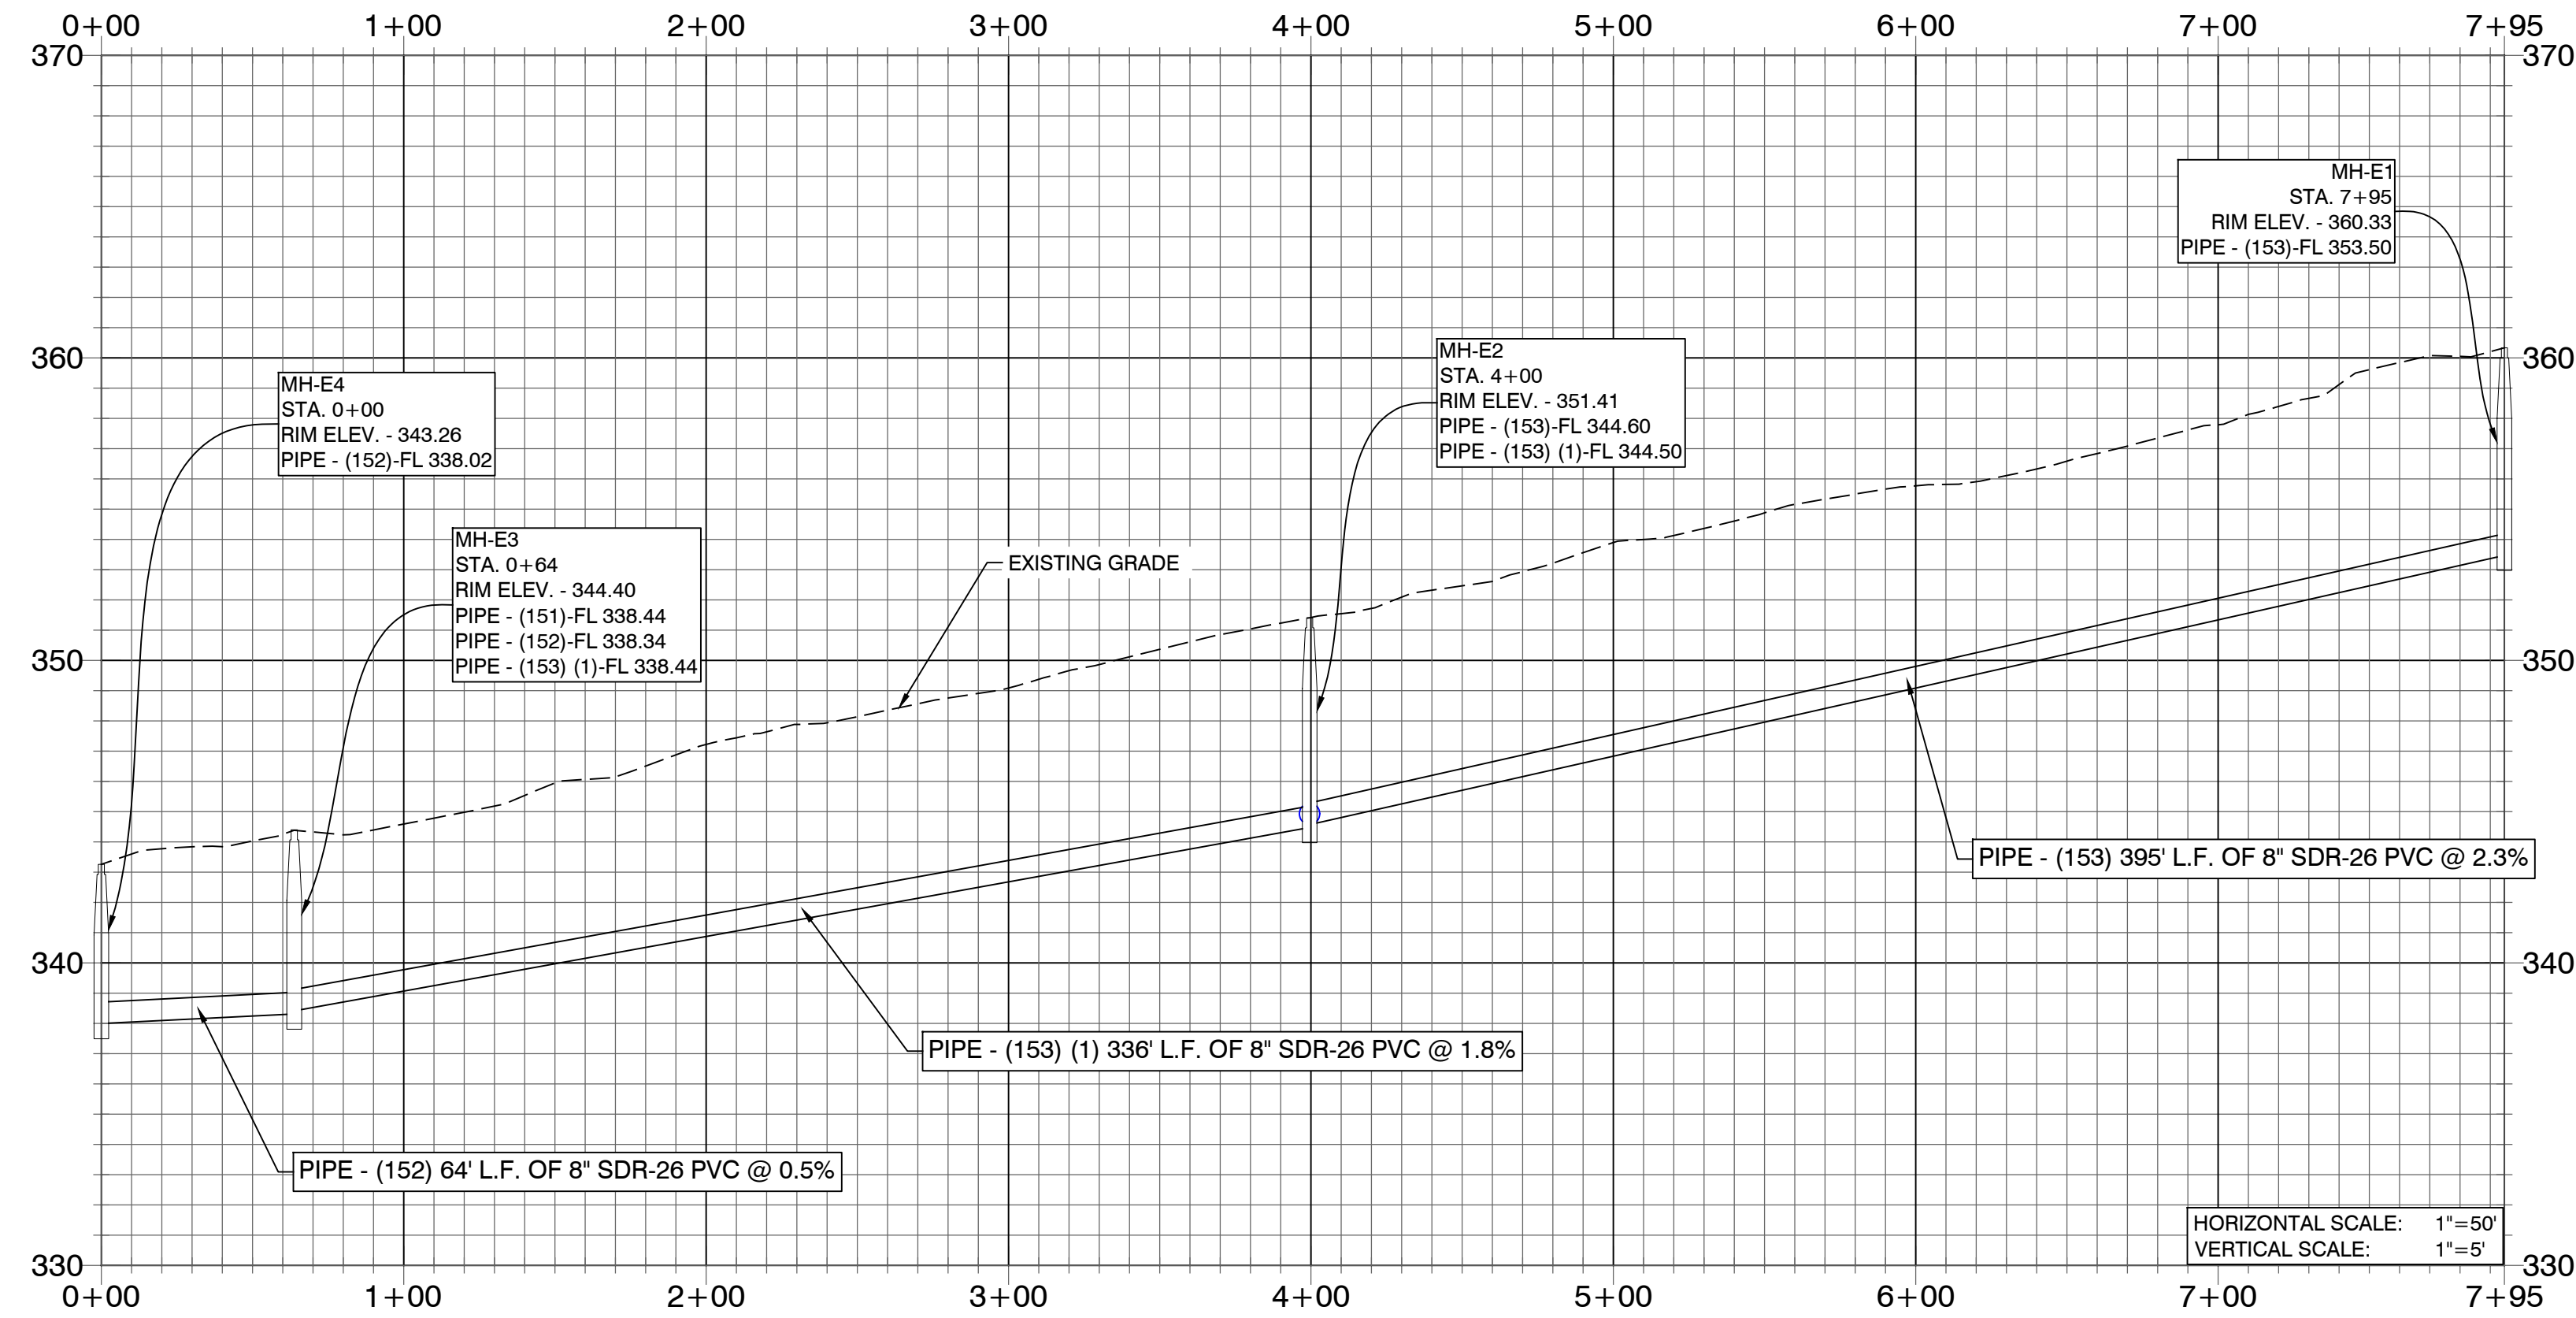 0+00 1+00 2+00 3+00 4+00 5+00 6+00 7+00 7+95
370 370
MH-E1
STA. 7+95
RIM ELEV. - 360.33
PIPE - (153)-FL 353.50
360 360
MH-E2
STA. 4+00
RIM ELEV. - 351.41
PIPE - (153)-FL 344.60
PIPE - (153) (1)-FL 344.50
MH-E4
STA. 0+00
RIM ELEV. - 343.26
PIPE - (152)-FL 338.02
MH-E3
STA. 0+64
RIM ELEV. - 344.40
PIPE - (151)-FL 338.44
PIPE - (152)-FL 338.34
PIPE - (153) (1)-FL 338.44
EXISTING GRADE
350 350
PIPE - (153) 395' L.F. OF 8" SDR-26 PVC @ 2.3%
340 340
PIPE - (153) (1) 336' L.F. OF 8" SDR-26 PVC @ 1.8%
PIPE - (152) 64' L.F. OF 8" SDR-26 PVC @ 0.5%
HORIZONTAL SCALE: 1"=50'
VERTICAL SCALE: 1"=5'
330 330
0+00 1+00 2+00 3+00 4+00 5+00 6+00 7+00 7+95